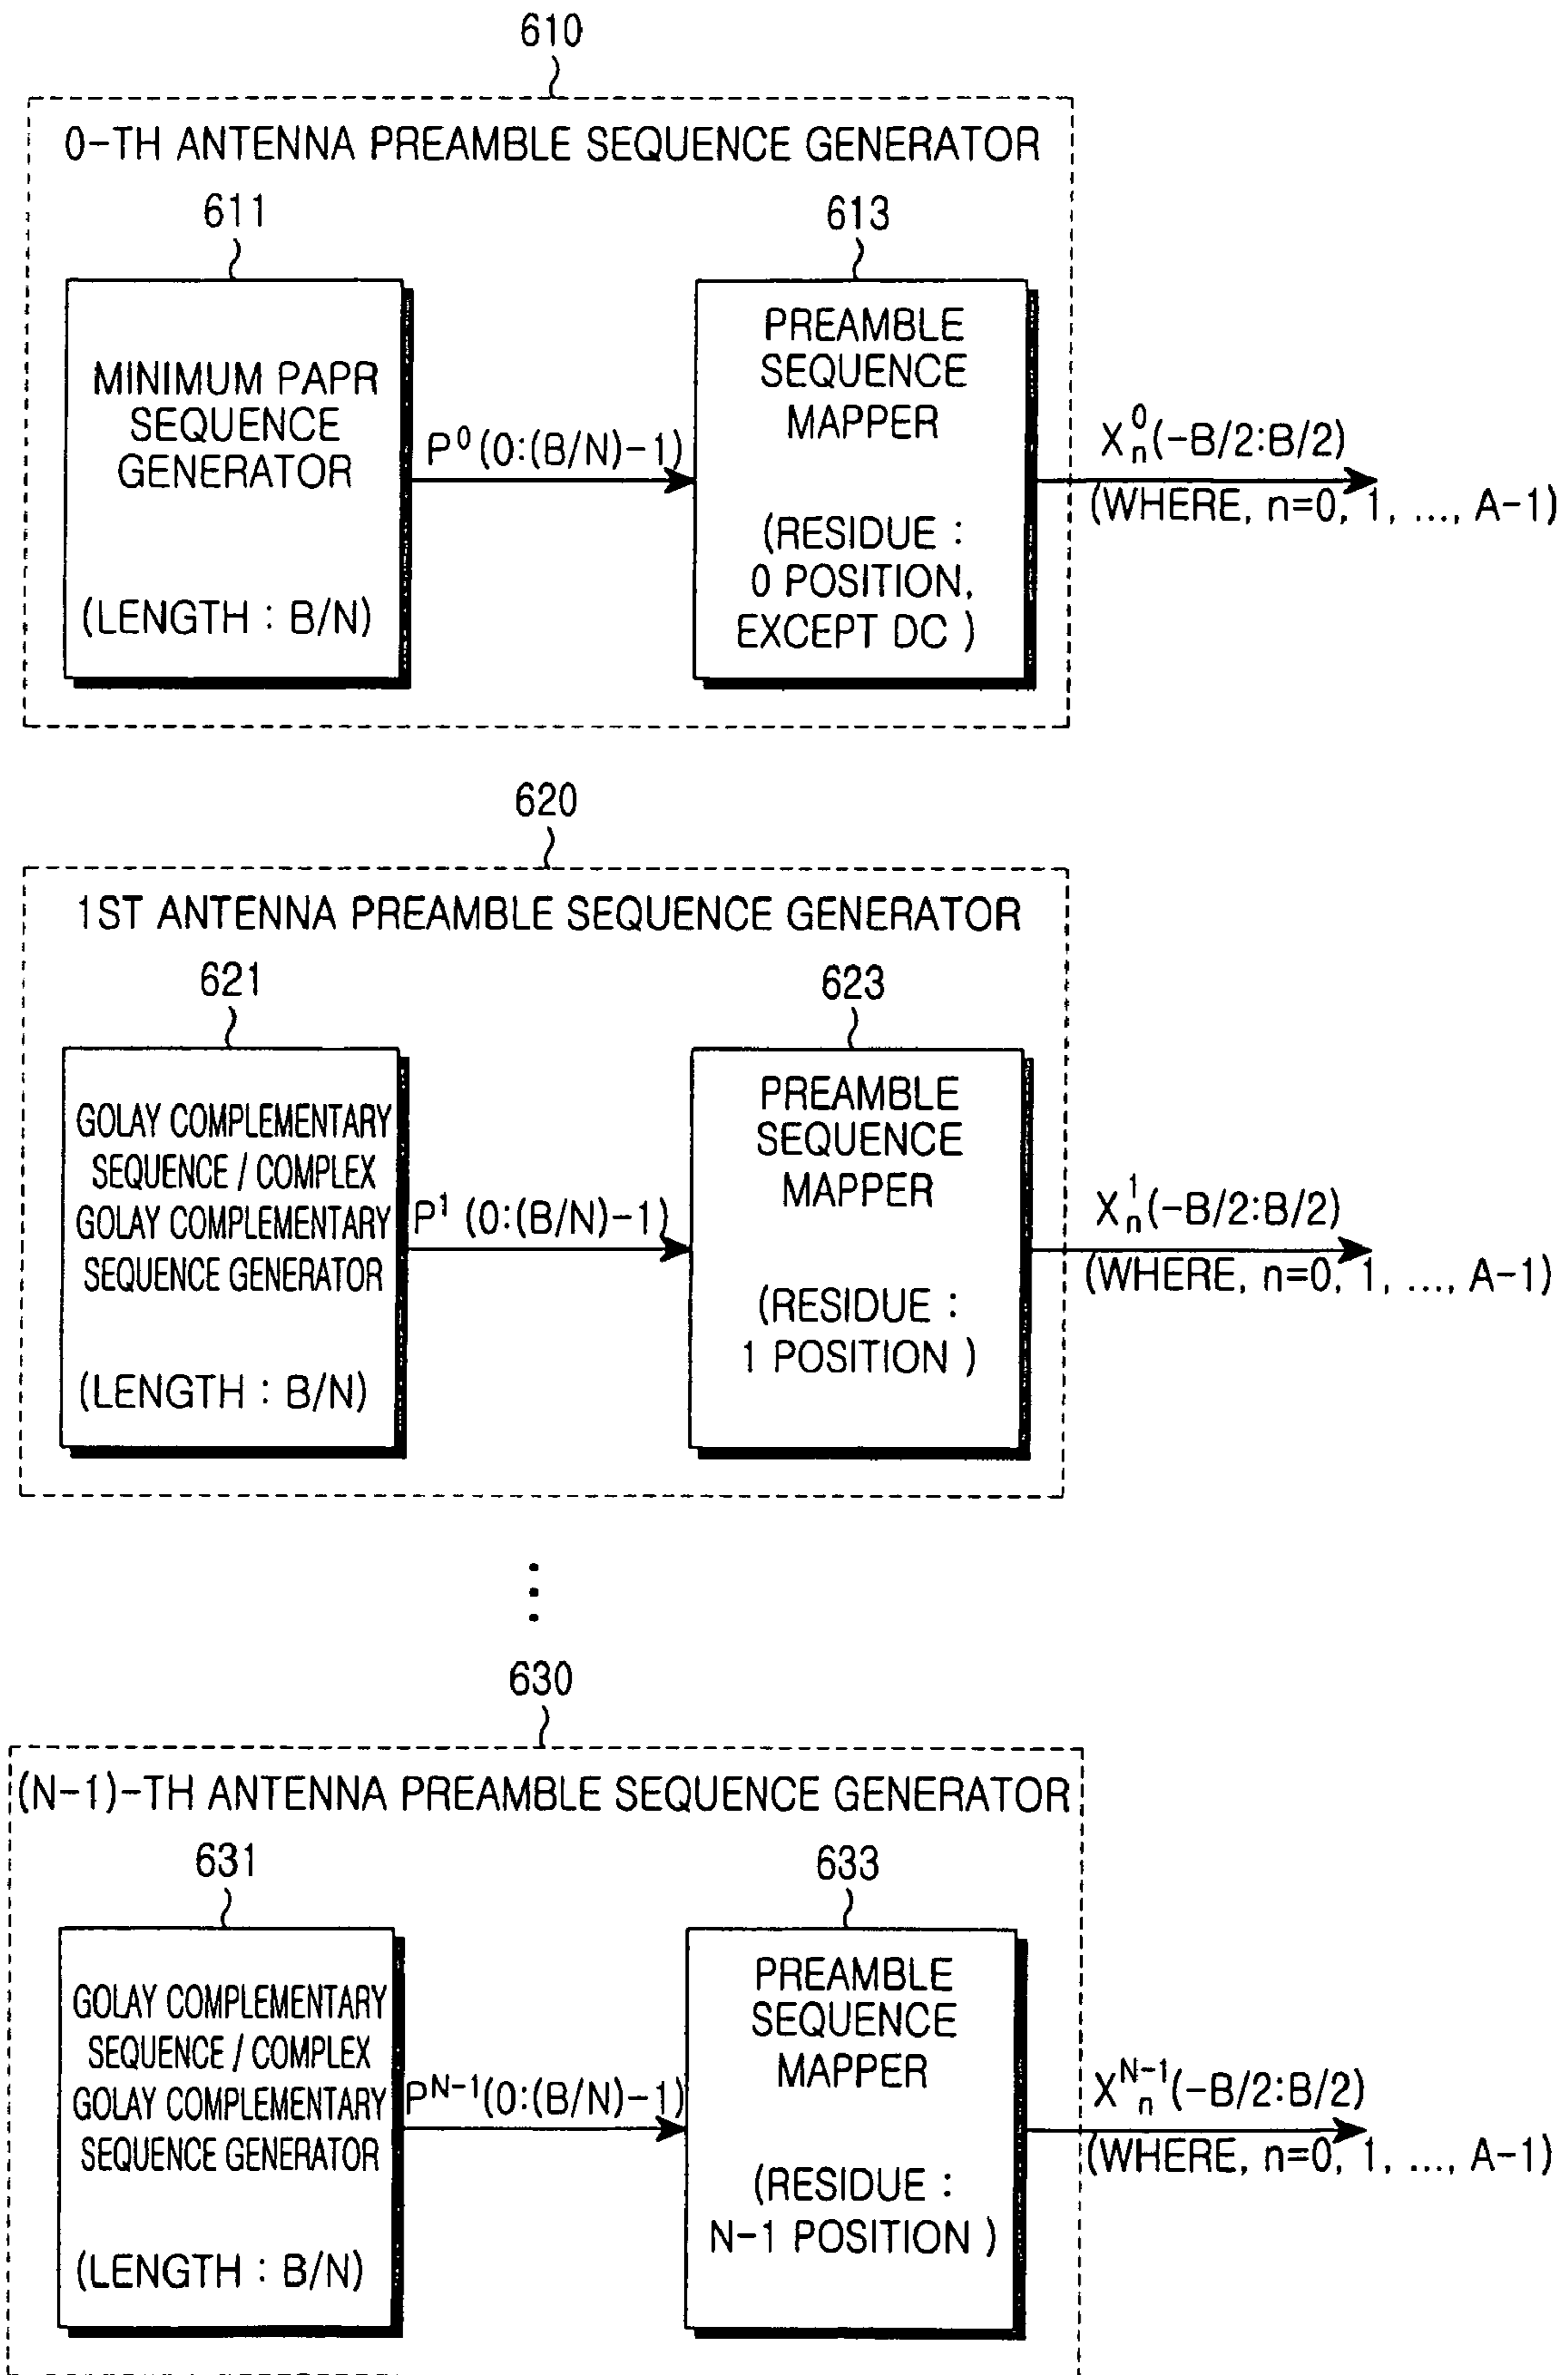 610
0-TH ANTENNA PREAMBLE SEQUENCE GENERATOR
611
613
MINIMUM PAPR
SEQUENCE
GENERATOR
(LENGTH : B/N)
P⁰(0:(B/N)-1)
PREAMBLE
SEQUENCE
MAPPER
(RESIDUE :
0 POSITION,
EXCEPT DC )
X⁰ₙ(-B/2:B/2)
(WHERE, n=0, 1, ..., A-1)
620
1ST ANTENNA PREAMBLE SEQUENCE GENERATOR
621
623
GOLAY COMPLEMENTARY
SEQUENCE / COMPLEX
GOLAY COMPLEMENTARY
SEQUENCE GENERATOR
(LENGTH : B/N)
P¹ (0:(B/N)-1)
PREAMBLE
SEQUENCE
MAPPER
(RESIDUE :
1 POSITION )
X¹ₙ(-B/2:B/2)
(WHERE, n=0, 1, ..., A-1)
630
(N-1)-TH ANTENNA PREAMBLE SEQUENCE GENERATOR
631
633
GOLAY COMPLEMENTARY
SEQUENCE / COMPLEX
GOLAY COMPLEMENTARY
SEQUENCE GENERATOR
(LENGTH : B/N)
Pᴺ⁻¹(0:(B/N)-1)
PREAMBLE
SEQUENCE
MAPPER
(RESIDUE :
N-1 POSITION )
Xᴺ⁻¹ₙ(-B/2:B/2)
(WHERE, n=0, 1, ..., A-1)